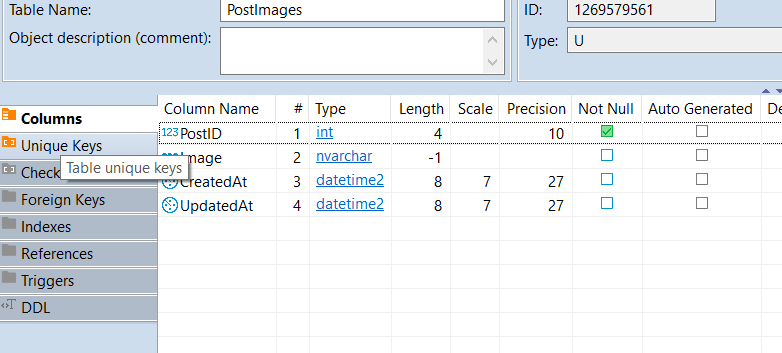 Table Name: PostImages
Object description (comment):
ID: 1269579561
Type: U
Columns
Unique Keys
Table unique keys
Check
Foreign Keys
Indexes
References
Triggers
DDL
Column Name # Type Length Scale Precision Not Null Auto Generated De
123 PostID 1 int 4 10
Image 2 nvarchar -1
CreatedAt 3 datetime2 8 7 27
UpdatedAt 4 datetime2 8 7 27